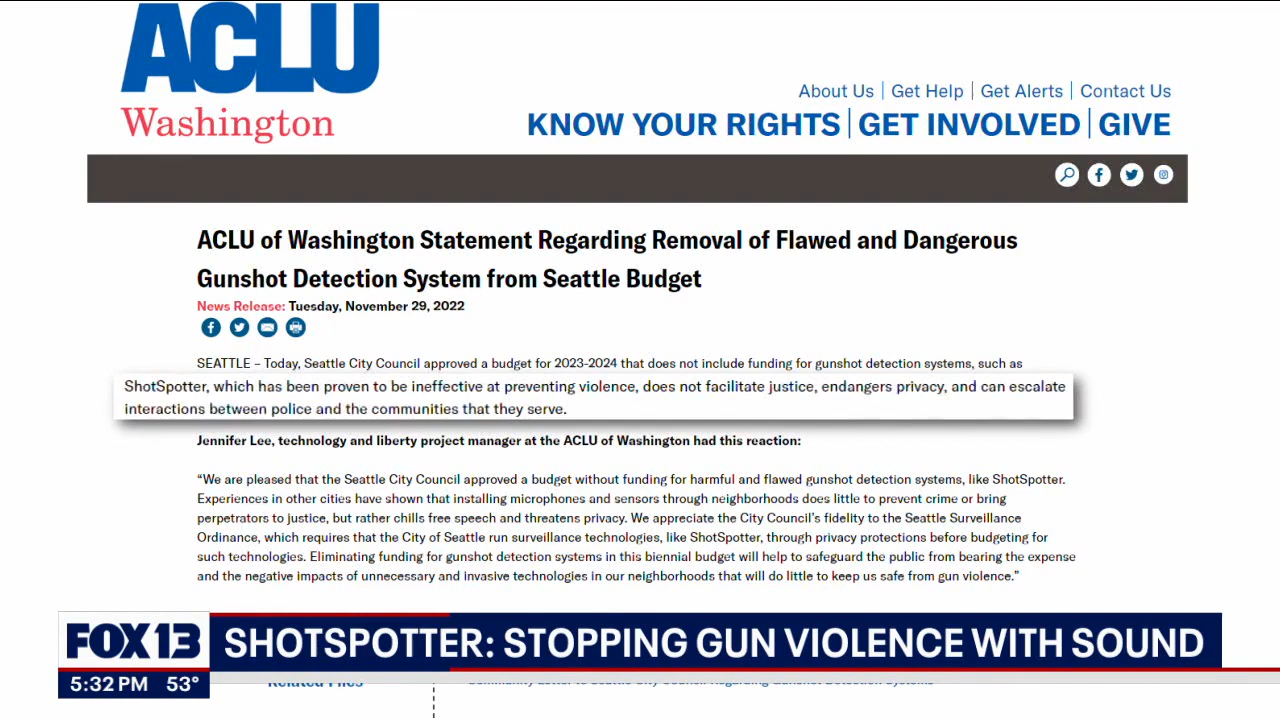 ACLU
Washington
About Us | Get Help | Get Alerts | Contact Us
KNOW YOUR RIGHTS | GET INVOLVED | GIVE
ACLU of Washington Statement Regarding Removal of Flawed and Dangerous
Gunshot Detection System from Seattle Budget
News Release: Tuesday, November 29, 2022
SEATTLE – Today, Seattle City Council approved a budget for 2023-2024 that does not include funding for gunshot detection systems, such as
ShotSpotter, which has been proven to be ineffective at preventing violence, does not facilitate justice, endangers privacy, and can escalate
interactions between police and the communities that they serve.
Jennifer Lee, technology and liberty project manager at the ACLU of Washington had this reaction:
“We are pleased that the Seattle City Council approved a budget without funding for harmful and flawed gunshot detection systems, like ShotSpotter.
Experiences in other cities have shown that installing microphones and sensors through neighborhoods does little to prevent crime or bring
perpetrators to justice, but rather chills free speech and threatens privacy. We appreciate the City Council’s fidelity to the Seattle Surveillance
Ordinance, which requires that the City of Seattle run surveillance technologies, like ShotSpotter, through privacy protections before budgeting for
such technologies. Eliminating funding for gunshot detection systems in this biennial budget will help to safeguard the public from bearing the expense
and the negative impacts of unnecessary and invasive technologies in our neighborhoods that will do little to keep us safe from gun violence.”
FOX 13
SHOTSPOTTER: STOPPING GUN VIOLENCE WITH SOUND
5:32 PM 53°
Related Files